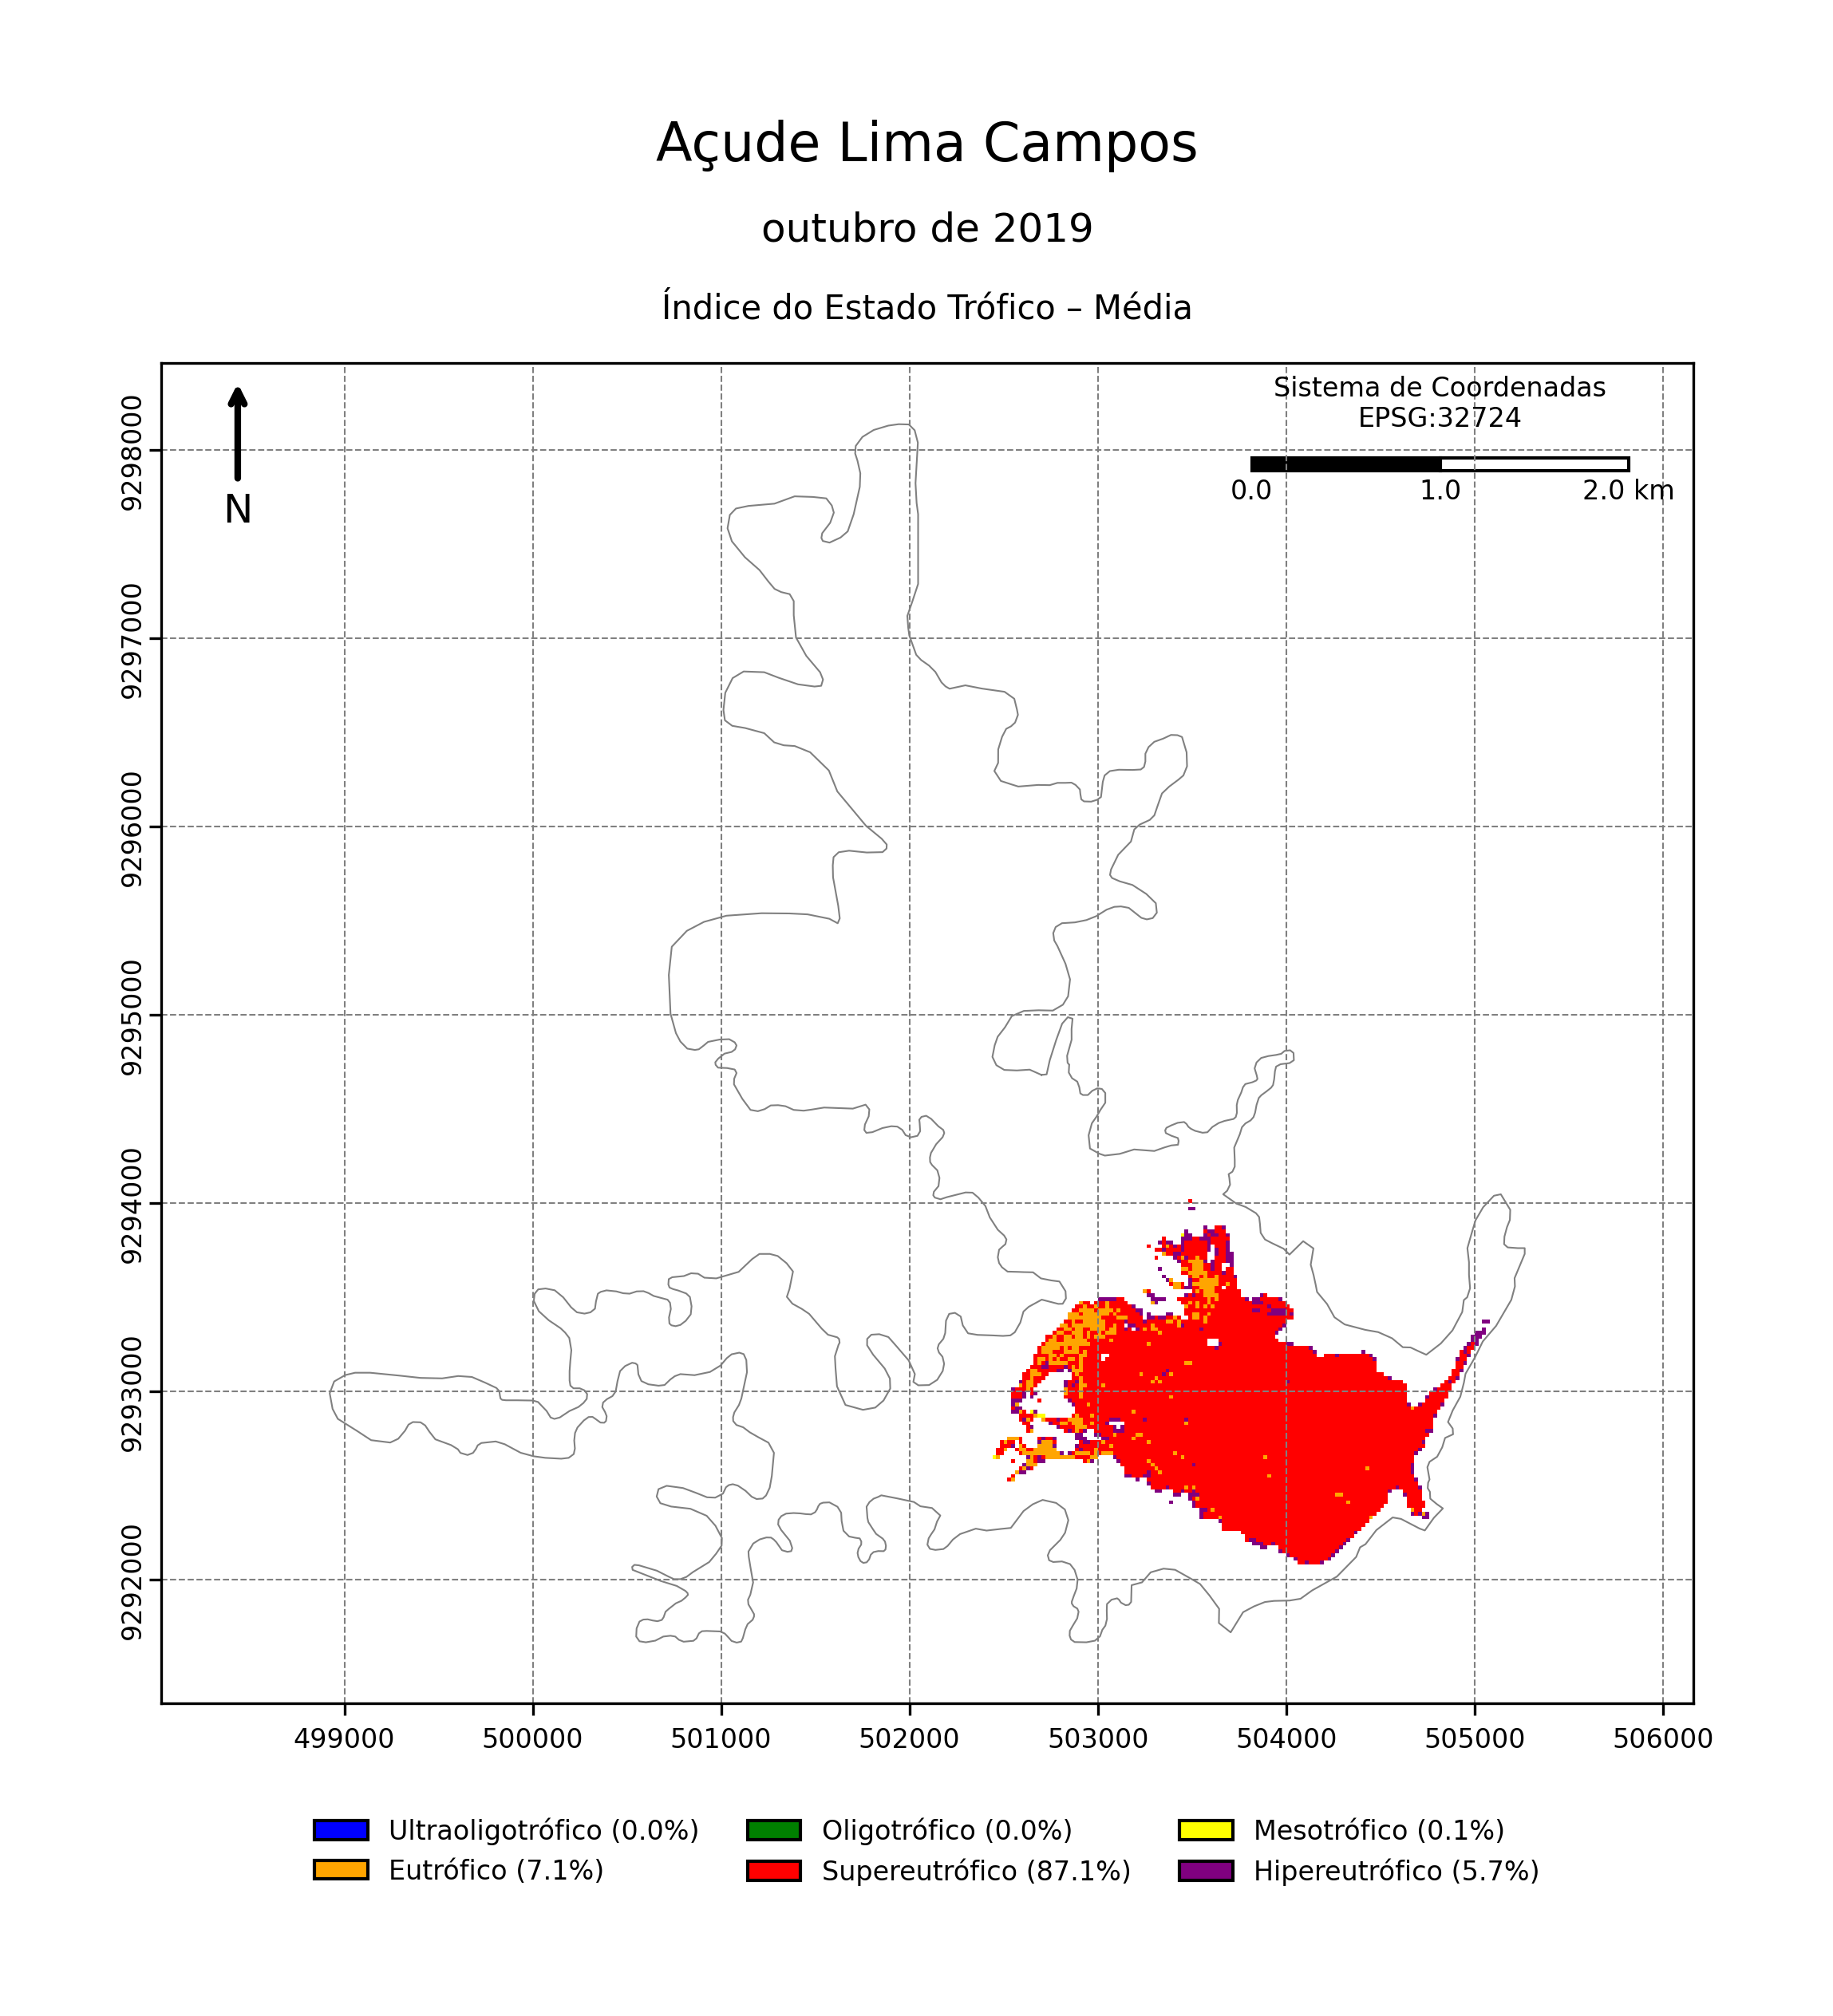 Açude Lima Campos
outubro de 2019
Índice do Estado Trófico – Média
Sistema de Coordenadas
EPSG:32724
0.0 1.0 2.0 km
N
9298000
9297000
9296000
9295000
9294000
9293000
9292000
499000 500000 501000 502000 503000 504000 505000 506000
Ultraoligotrófico (0.0%) Oligotrófico (0.0%) Mesotrófico (0.1%)
Eutrófico (7.1%) Supereutrófico (87.1%) Hipereutrófico (5.7%)